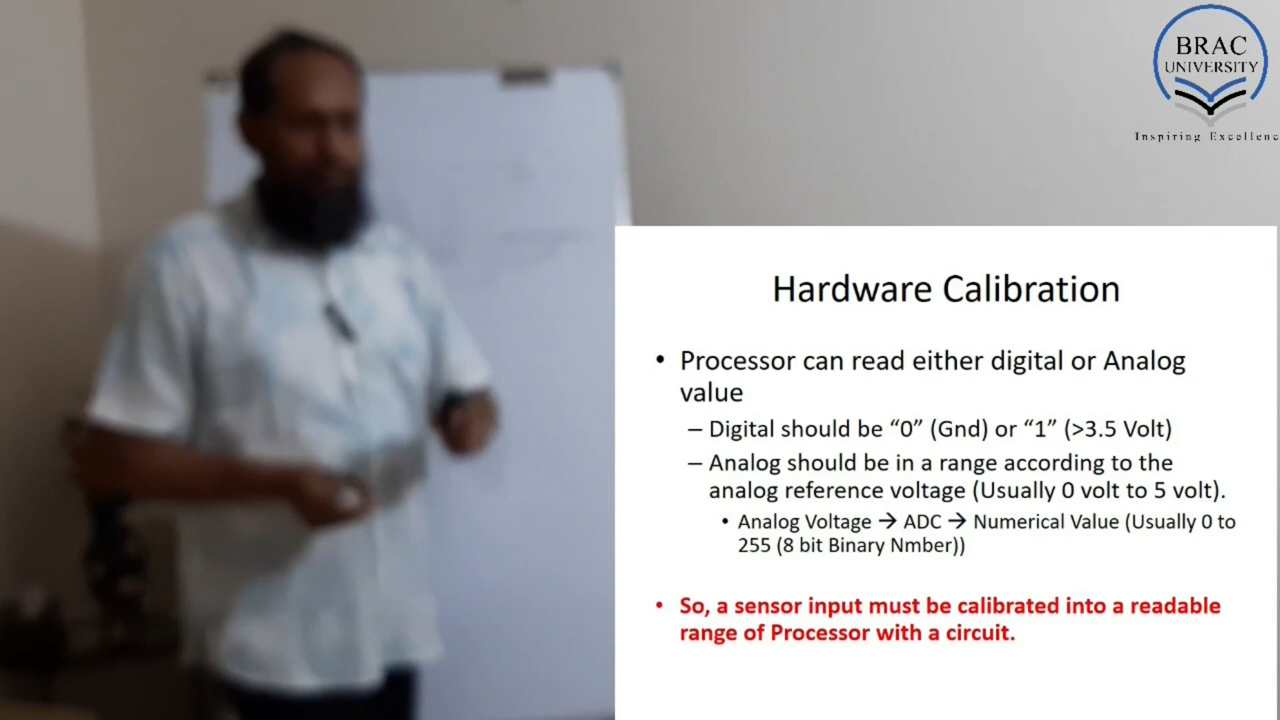 BRAC
UNIVERSITY
Inspiring Excellenc
Hardware Calibration
• Processor can read either digital or Analog
value
– Digital should be “0” (Gnd) or “1” (>3.5 Volt)
– Analog should be in a range according to the
analog reference voltage (Usually 0 volt to 5 volt).
• Analog Voltage → ADC → Numerical Value (Usually 0 to
255 (8 bit Binary Nmber))
• So, a sensor input must be calibrated into a readable
range of Processor with a circuit.